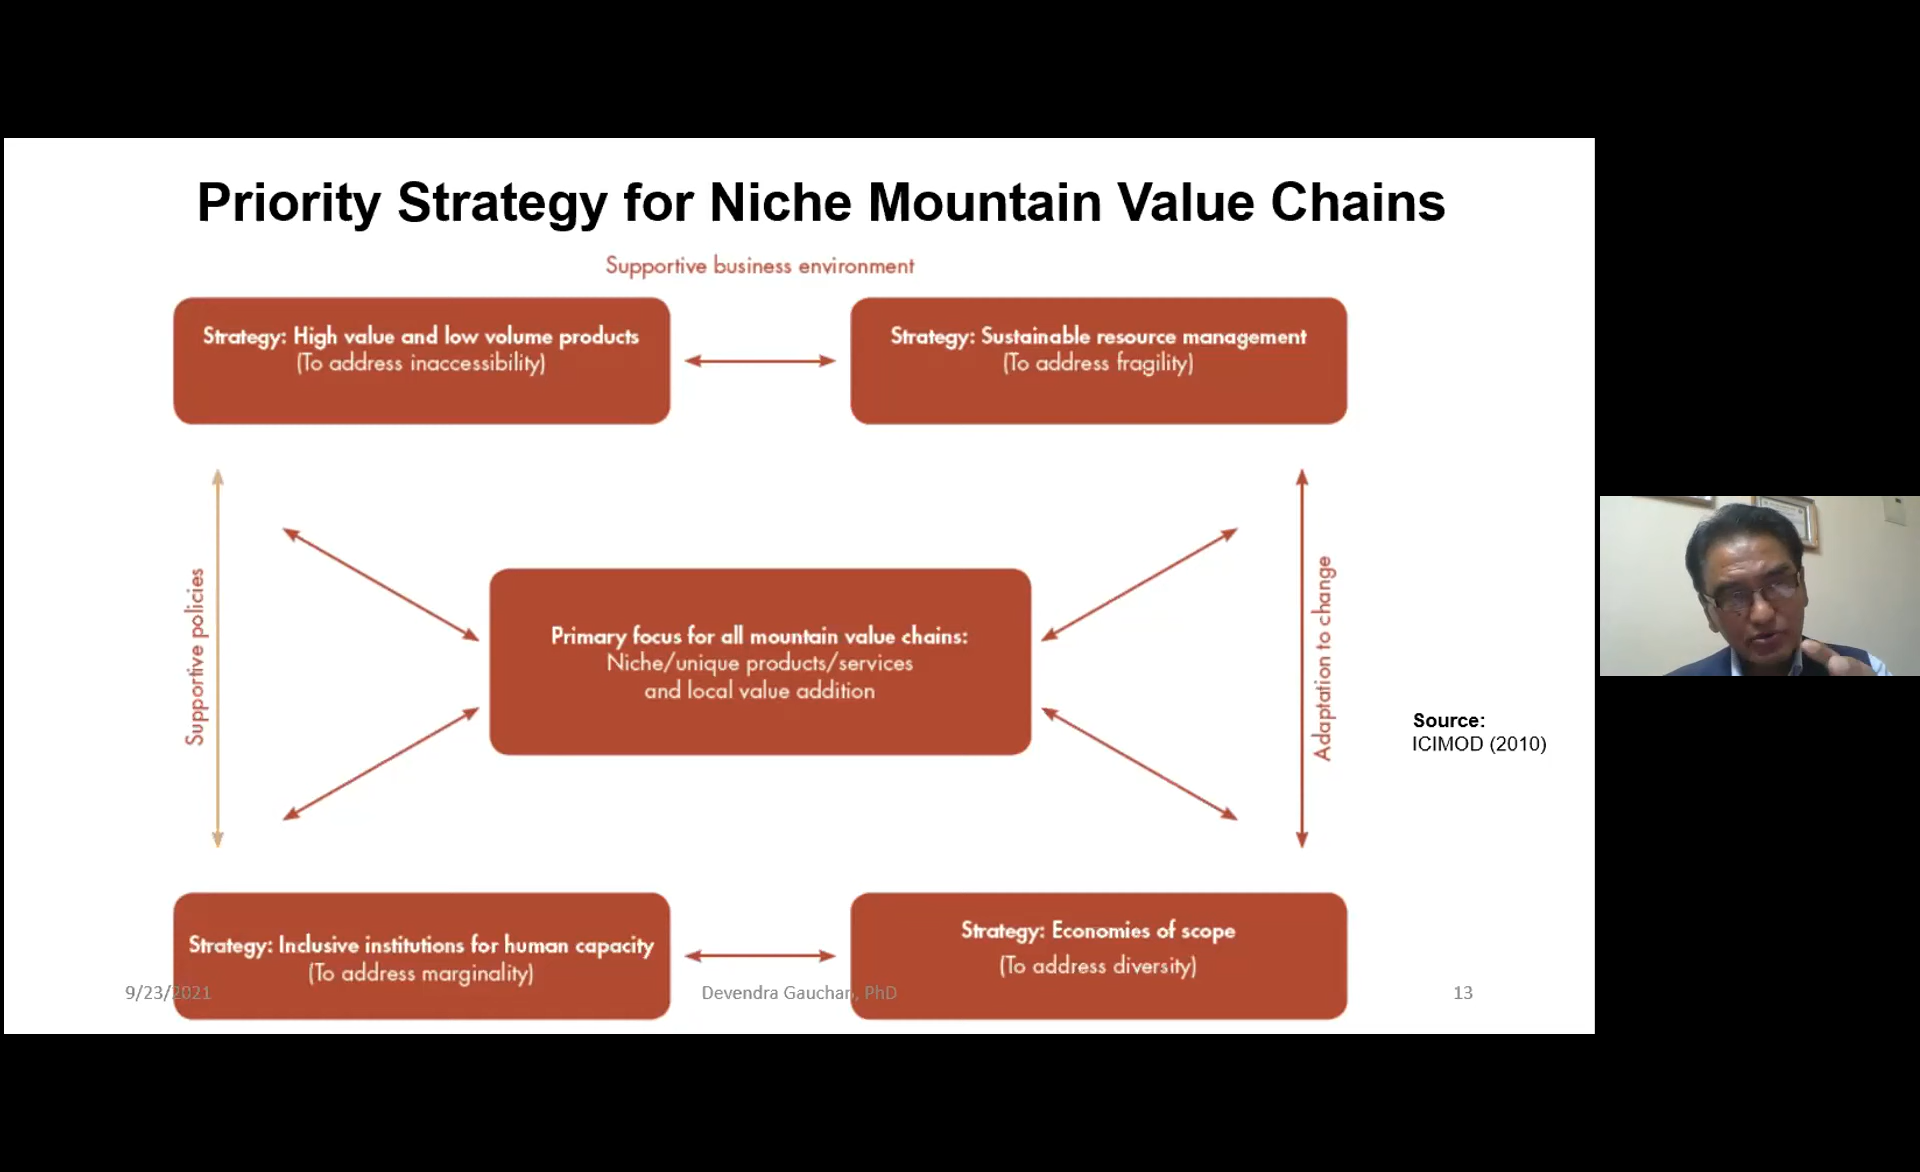 Priority Strategy for Niche Mountain Value Chains
Supportive business environment
Strategy: High value and low volume products
(To address inaccessibility)
Strategy: Sustainable resource management
(To address fragility)
Supportive policies
Primary focus for all mountain value chains:
Niche/unique products/services
and local value addition
Adaptation to change
Source:
ICIMOD (2010)
Strategy: Inclusive institutions for human capacity
(To address marginality)
Strategy: Economies of scope
(To address diversity)
9/23/2021
Devendra Gauchan, PhD
13